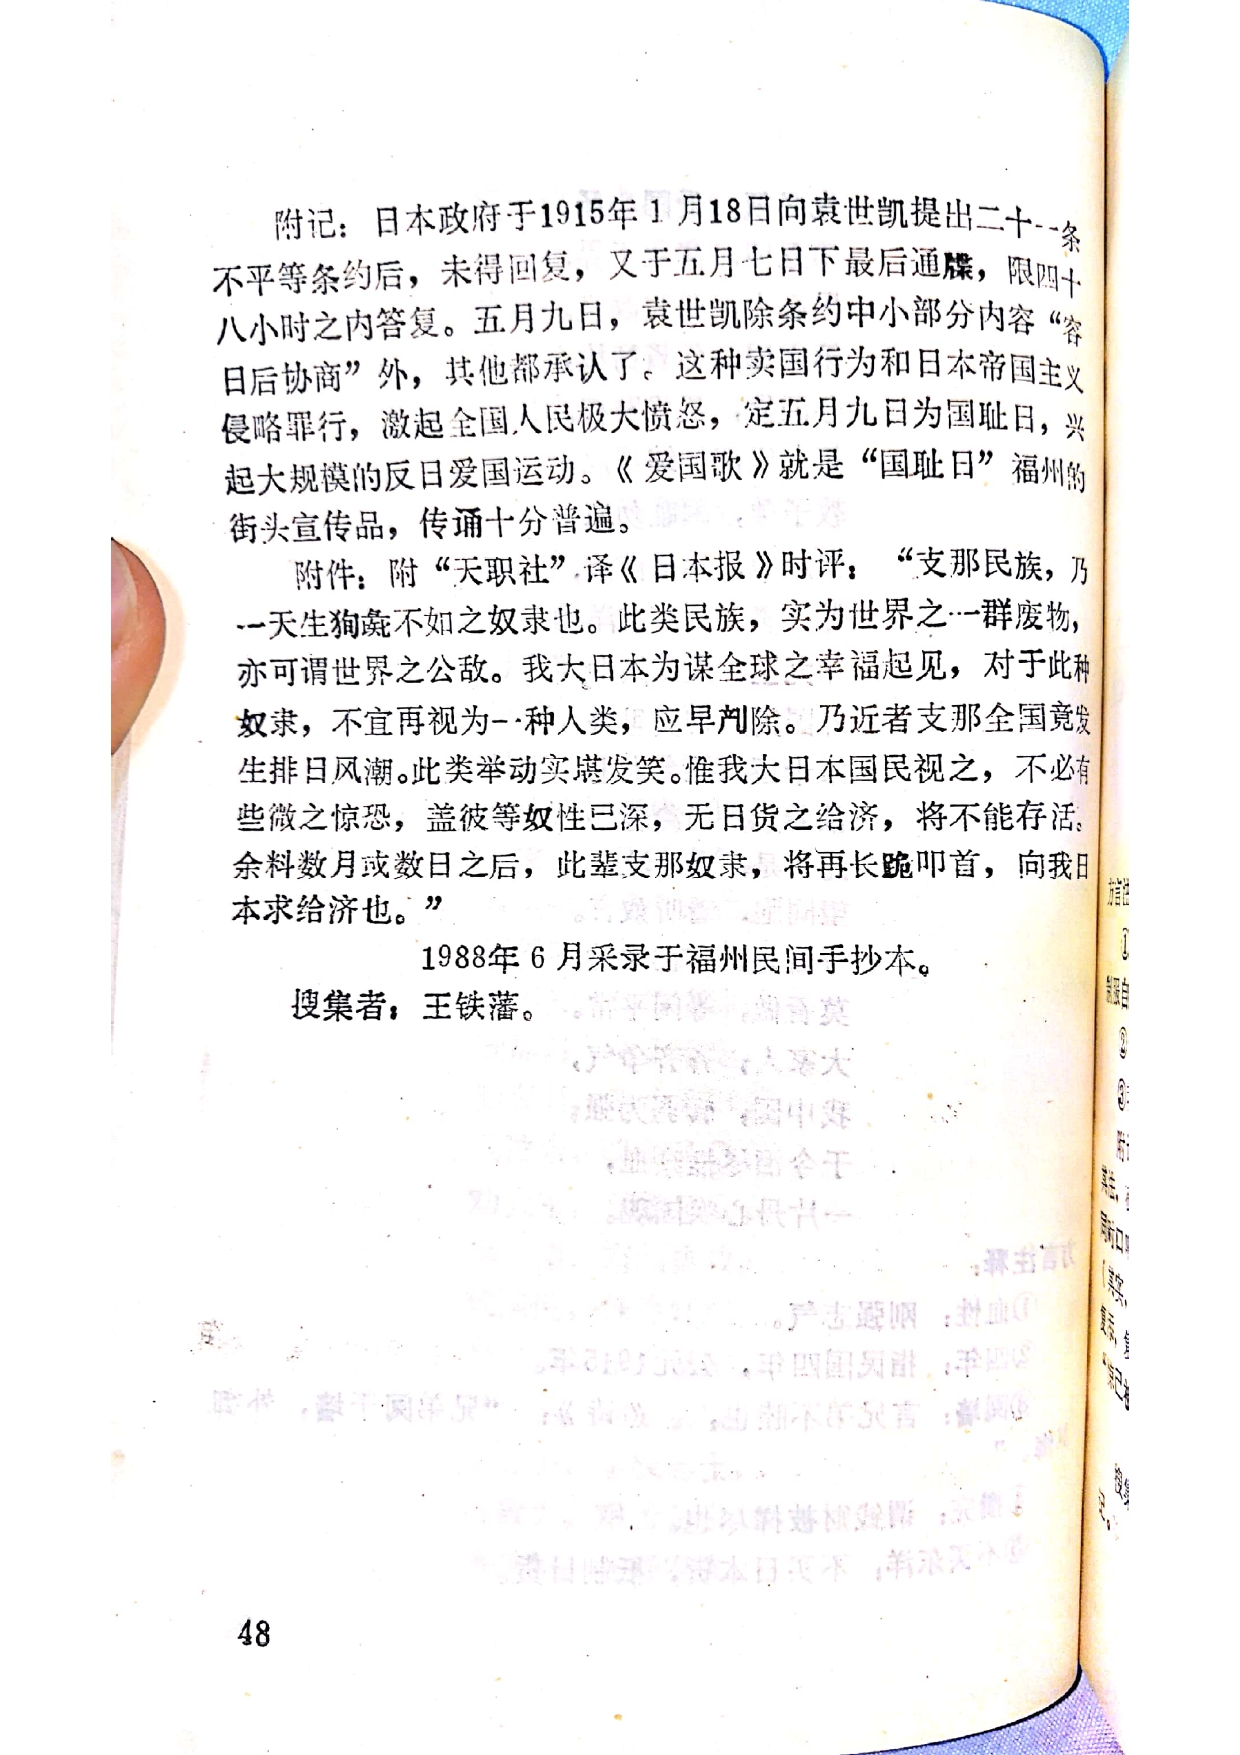 附记：日本政府于1915年1月18日向袁世凯提出二十一条
不平等条约后，未得回复，又于五月七日下最后通牒，限四十
八小时之内答复。五月九日，袁世凯除条约中小部分内容“容
日后协商”外，其他都承认了。这种卖国行为和日本帝国主义
侵略罪行，激起全国人民极大愤怒，定五月九日为国耻日，兴
起大规模的反日爱国运动。《爱国歌》就是“国耻日”福州的
街头宣传品，传诵十分普遍。
附件：附“天职社”译《日本报》时评：“支那民族，乃
一天生狗彘不如之奴隶也。此类民族，实为世界之一群废物，
亦可谓世界之公敌。我大日本为谋全球之幸福起见，对于此种
奴隶，不宜再视为一种人类，应早刬除。乃近者支那全国竟发
生排日风潮。此类举动实堪发笑。惟我大日本国民视之，不必有
些微之惊恐，盖彼等奴性已深，无日货之给济，将不能存活。
余料数月或数日之后，此辈支那奴隶，将再长跪叩首，向我日
本求给济也。”
1988年6月采录于福州民间手抄本。
搜集者：王铁藩。
48
方言注
①
②
③
附记
搜集